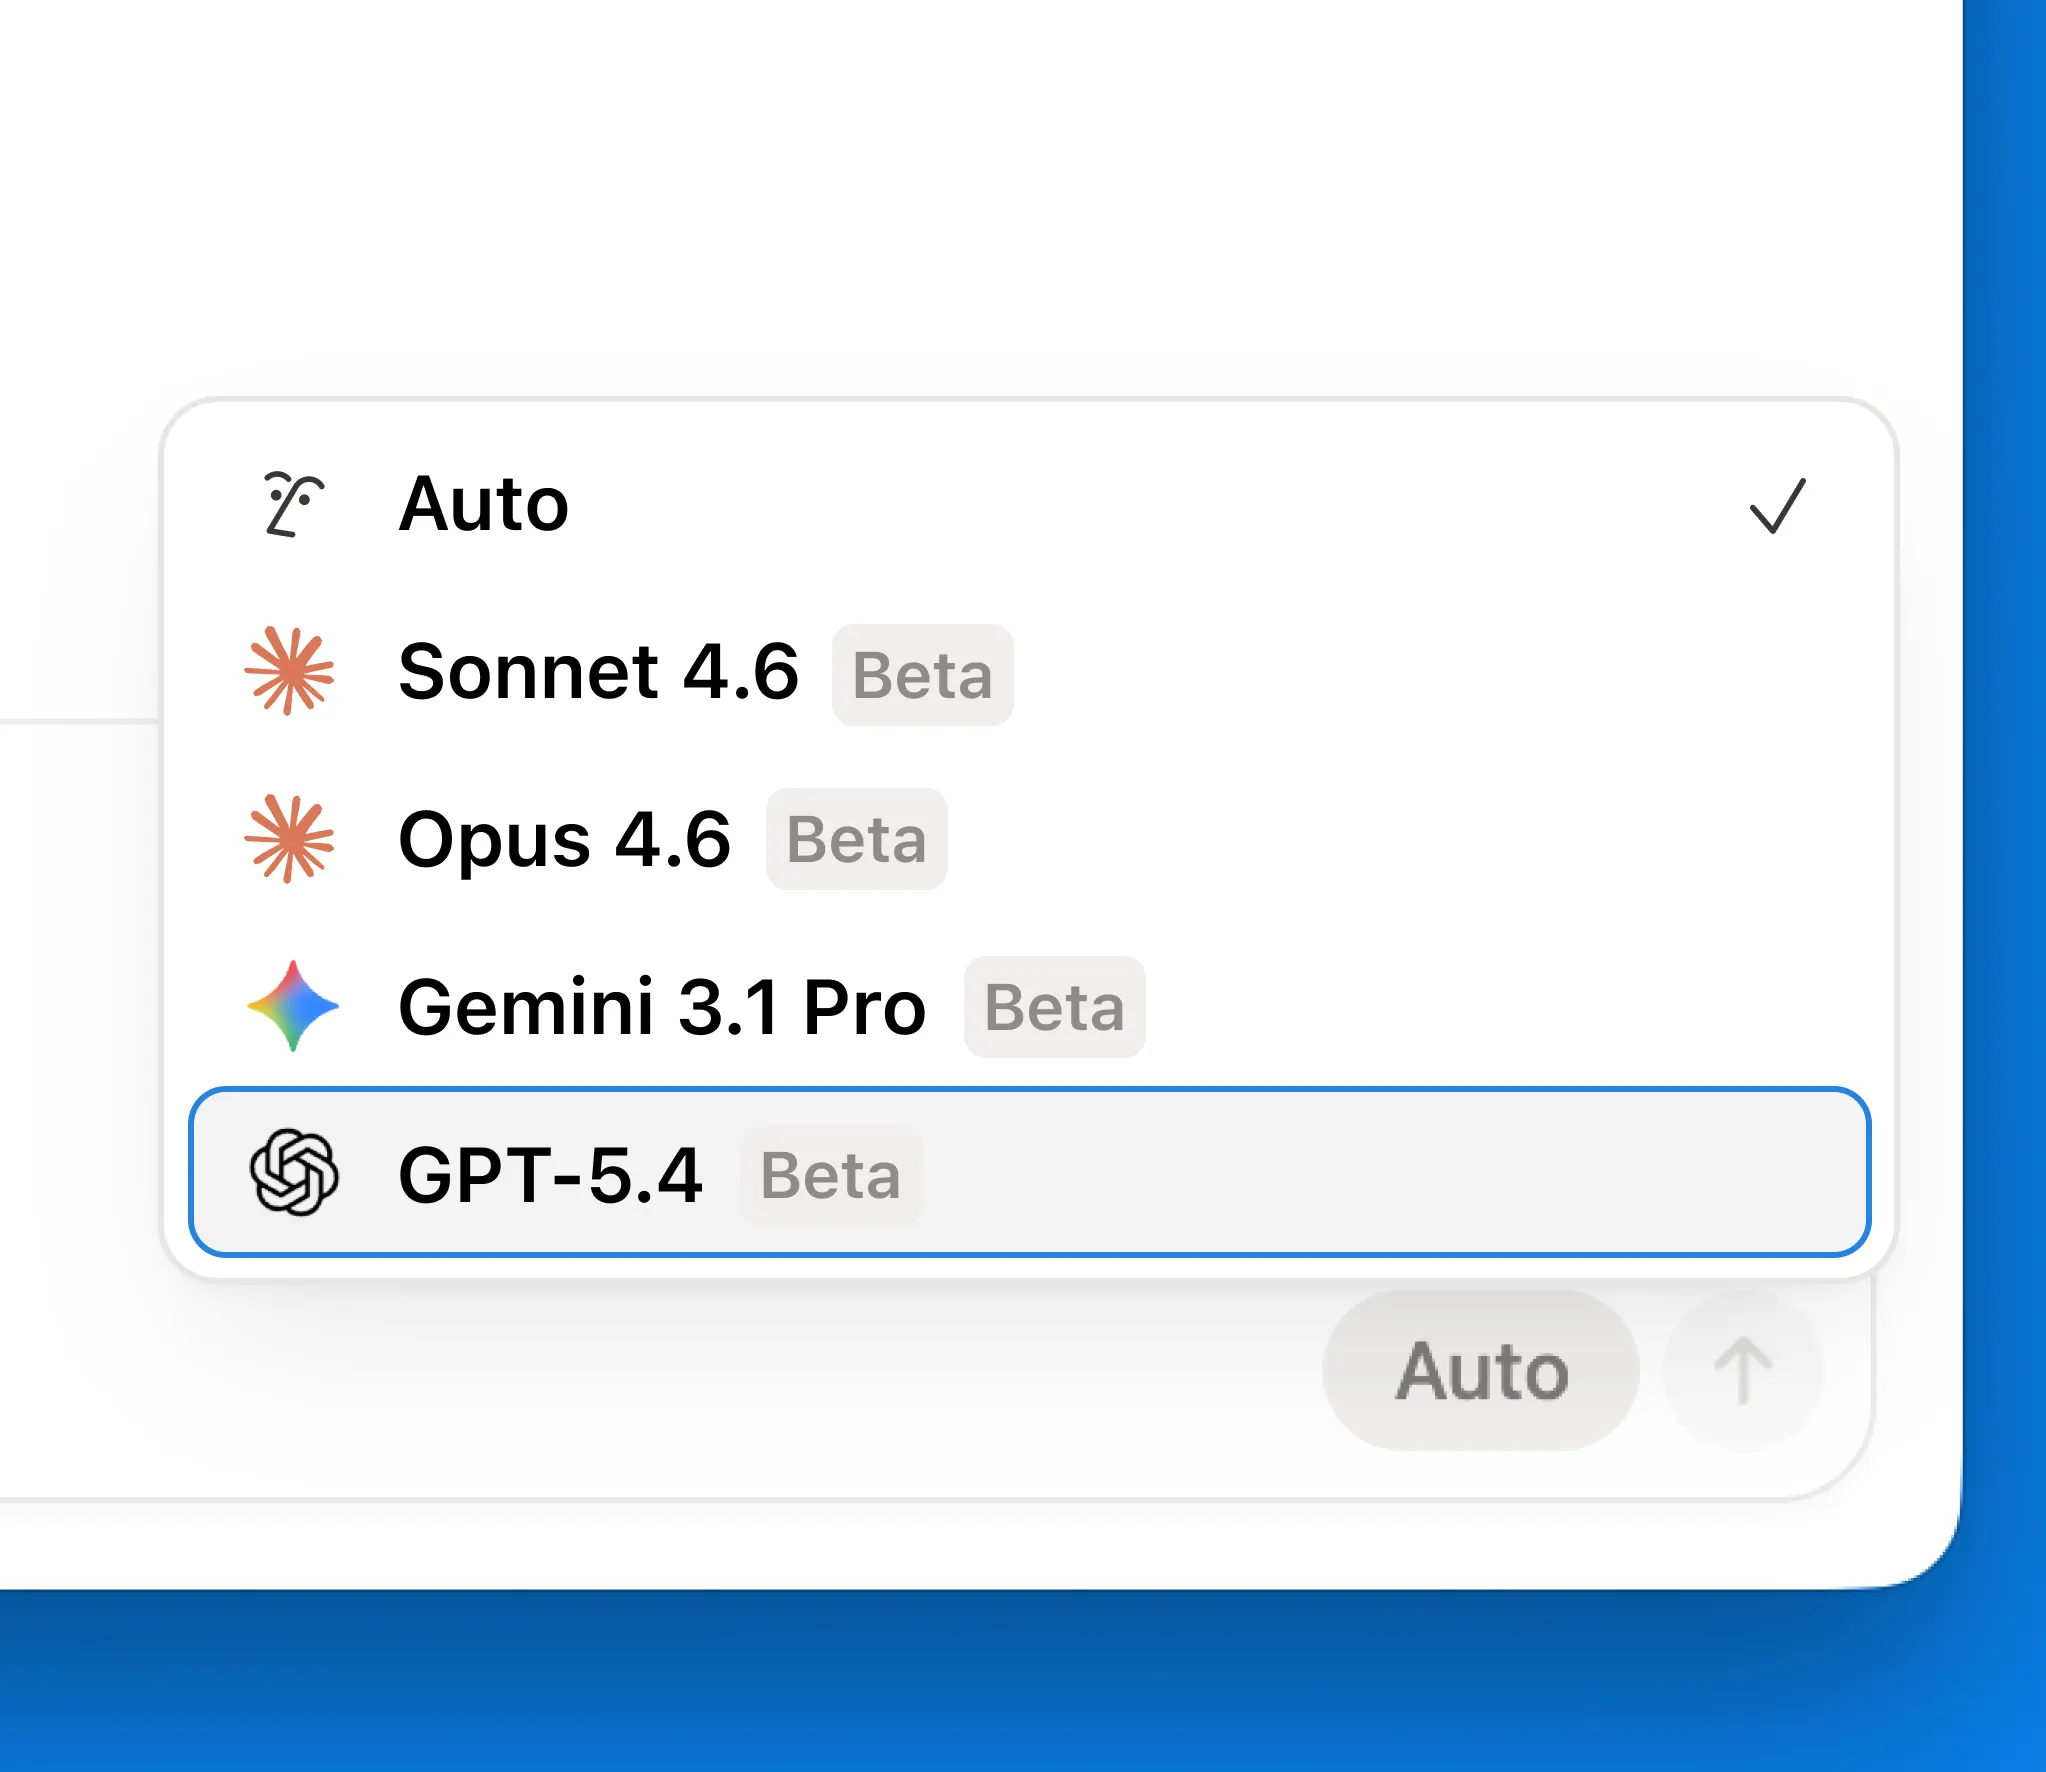 Auto
Sonnet 4.6 Beta
Opus 4.6 Beta
Gemini 3.1 Pro Beta
GPT-5.4 Beta
Auto